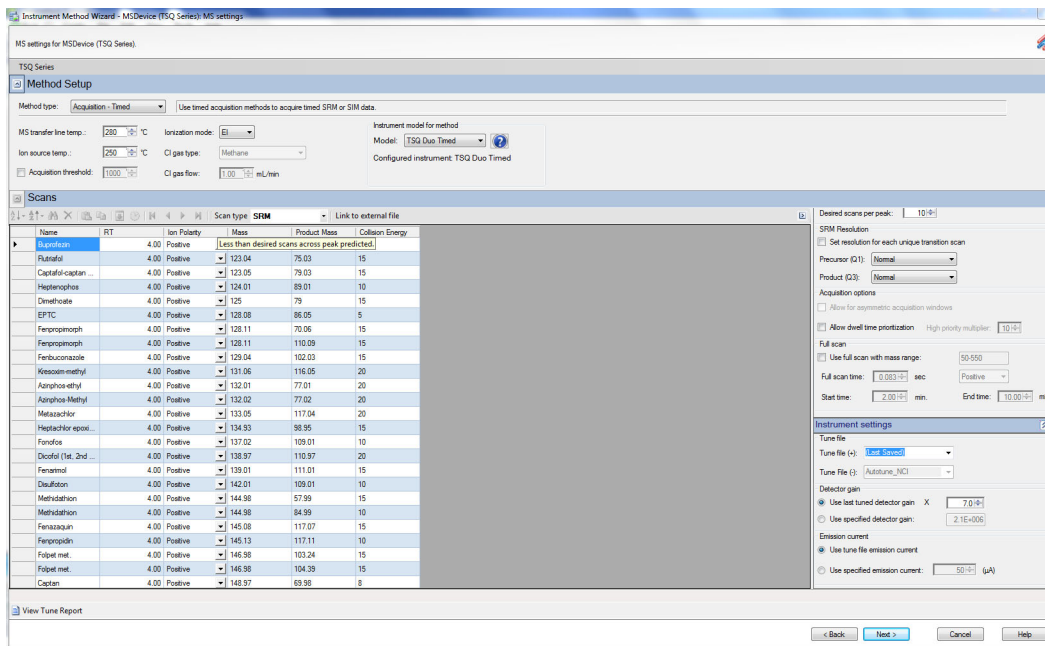 Instrument Method Wizard - MSDevice (TSQ Series): MS settings
MS settings for MSDevice (TSQ Series).
TSQ Series
Method Setup
Method type: Acquisition - Timed Use timed acquisition methods to acquire timed SRM or SIM data.
MS transfer line temp.: 280 °C Ionization mode: EI
Instrument model for method
Model: TSQ Duo Timed ?
Ion source temp.: 250 °C CI gas type: Methane
Configured instrument: TSQ Duo Timed
Acquisition threshold: 1000 CI gas flow: 1.00 mL/min
Scans
Scan type SRM Link to external file
Name RT Ion Polarity Mass Product Mass Collision Energy
Buprofezin 4.00 Positive Less than desired scans across peak predicted.
Flutriafol 4.00 Positive 123.04 75.03 15
Captafol-captan ... 4.00 Positive 123.05 79.03 15
Heptenophos 4.00 Positive 124.01 89.01 10
Dimethoate 4.00 Positive 125 79 15
EPTC 4.00 Positive 128.08 86.05 5
Fenpropimorph 4.00 Positive 128.11 70.06 15
Fenpropimorph 4.00 Positive 128.11 110.09 15
Fenbuconazole 4.00 Positive 129.04 102.03 15
Kresoxim-methyl 4.00 Positive 131.06 116.05 20
Azinphos-ethyl 4.00 Positive 132.01 77.01 20
Azinphos-Methyl 4.00 Positive 132.02 77.02 20
Metazachlor 4.00 Positive 133.05 117.04 20
Heptachlor epoxi... 4.00 Positive 134.93 98.95 15
Fonofos 4.00 Positive 137.02 109.01 10
Dicofol (1st, 2nd ... 4.00 Positive 138.97 110.97 20
Fenarimol 4.00 Positive 139.01 111.01 15
Disulfoton 4.00 Positive 142.01 109.01 10
Methidathion 4.00 Positive 144.98 57.99 15
Methidathion 4.00 Positive 144.98 84.99 10
Fenazaquin 4.00 Positive 145.08 117.07 15
Fenpropidin 4.00 Positive 145.13 117.11 10
Folpet met. 4.00 Positive 146.98 103.24 15
Folpet met. 4.00 Positive 146.98 104.39 15
Captan 4.00 Positive 148.97 69.98 8
Desired scans per peak: 10
SRM Resolution
Set resolution for each unique transition scan
Precursor (Q1): Normal
Product (Q3): Normal
Acquisition options
Allow for asymmetric acquisition windows
Allow dwell time prioritization High priority multiplier: 10
Full scan
Use full scan with mass range: 50-550
Full scan time: 0.083 sec Positive
Start time: 2.00 min. End time: 10.00 m
Instrument settings
Tune file
Tune file (+): (Last Saved)
Tune File (-): Autotune_NCI
Detector gain
Use last tuned detector gain X 7.0
Use specified detector gain: 2.1E+006
Emission current
Use tune file emission current
Use specified emission current: 50 (µA)
View Tune Report
< Back Next > Cancel Help